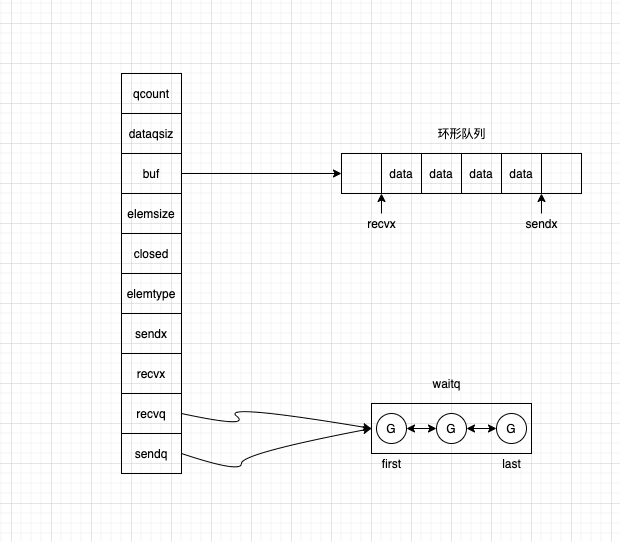 qcount
dataqsiz
buf
elemsize
closed
elemtype
sendx
recvx
recvq
sendq
环形队列
data data data data
recvx sendx
waitq
G G G
first last